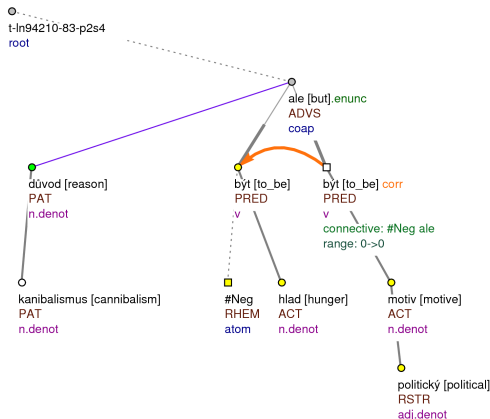 t-ln94210-83-p2s4
root
ale [but].enunc
ADVS
coap
důvod [reason]
PAT
n.denot
být [to_be]
PRED
v
být [to_be] corr
PRED
v
connective: #Neg ale
range: 0->0
kanibalismus [cannibalism]
PAT
n.denot
#Neg
RHEM
atom
hlad [hunger]
ACT
n.denot
motiv [motive]
ACT
n.denot
politický [political]
RSTR
adj.denot